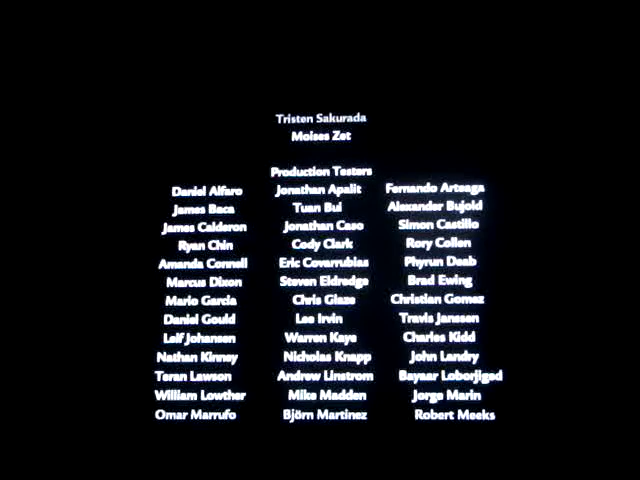 Tristen Sakurada
Moises Zet
Production Testers
Daniel Alfaro Jonathan Apalit Fernando Arteaga
James Baca Tuan Bui Alexander Bujold
James Calderon Jonathan Caso Simon Castillo
Ryan Chin Cody Clark Rory Collen
Amanda Connell Eric Covarrubias Phyrun Deab
Marcus Dixon Steven Eldredge Brad Ewing
Mario Garcia Chris Glaze Christian Gomez
Daniel Gould Lee Irvin Travis Janssen
Leif Johansen Warren Kaye Charles Kidd
Nathan Kinney Nicholas Knapp John Landry
Teran Lawson Andrew Linstrom Bayaar Loborjigad
William Lowther Mike Madden Jorge Marin
Omar Marrufo Björn Martinez Robert Meeks